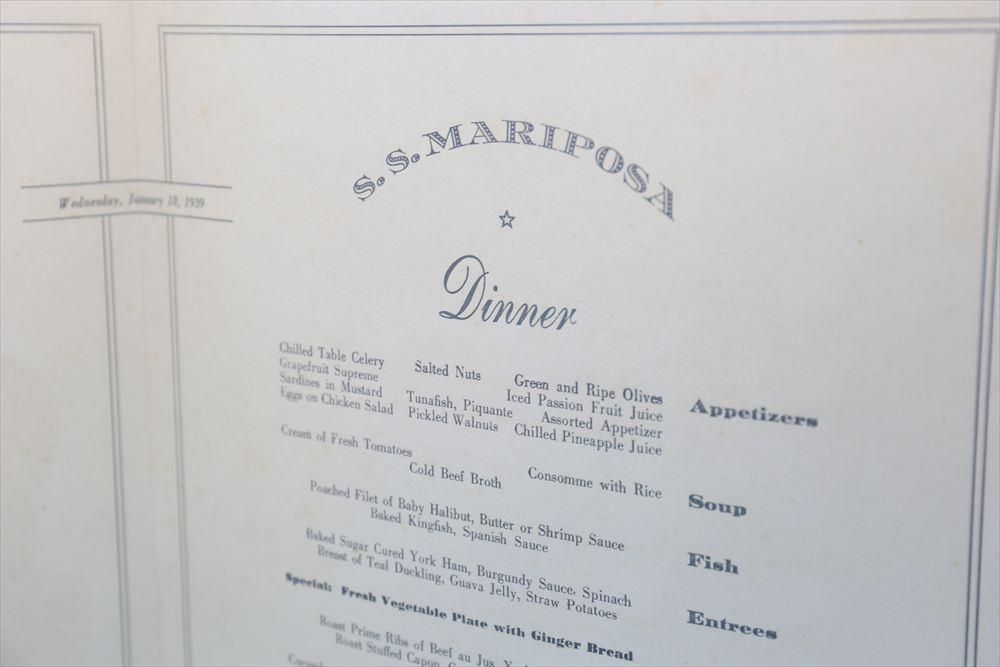 Wednesday, January 18, 1939
S.S. MARIPOSA
Dinner
Chilled Table Celery Salted Nuts Green and Ripe Olives
Grapefruit Supreme Iced Passion Fruit Juice
Sardines in Mustard Tunafish, Piquante Assorted Appetizer
Eggs on Chicken Salad Pickled Walnuts Chilled Pineapple Juice
Appetizers
Cream of Fresh Tomatoes Consomme with Rice
Cold Beef Broth
Soup
Poached Filet of Baby Halibut, Butter or Shrimp Sauce
Baked Kingfish, Spanish Sauce
Fish
Baked Sugar Cured York Ham, Burgundy Sauce, Spinach
Breast of Teal Duckling, Guava Jelly, Straw Potatoes
Entrees
Special: Fresh Vegetable Plate with Ginger Bread
Roast Prime Ribs of Beef au Jus,
Roast Stuffed Capon,